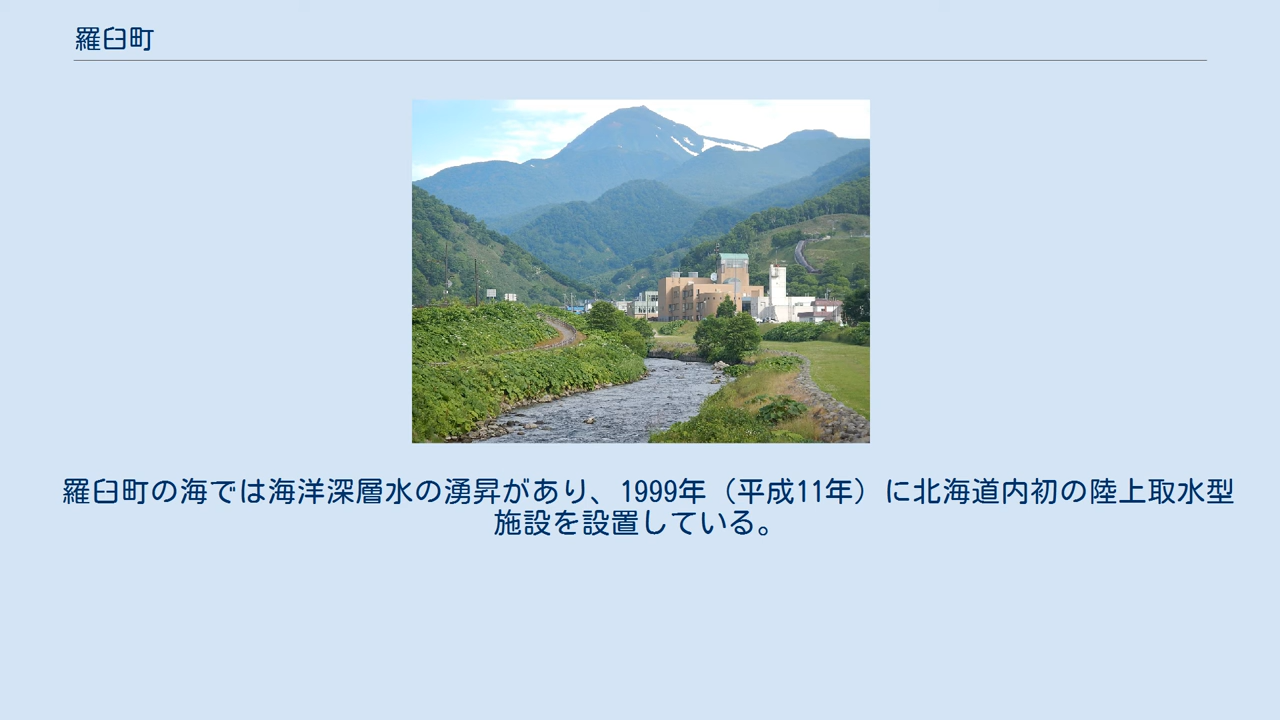 羅臼町
羅臼町の海では海洋深層水の湧昇があり、1999年（平成11年）に北海道内初の陸上取水型
施設を設置している。